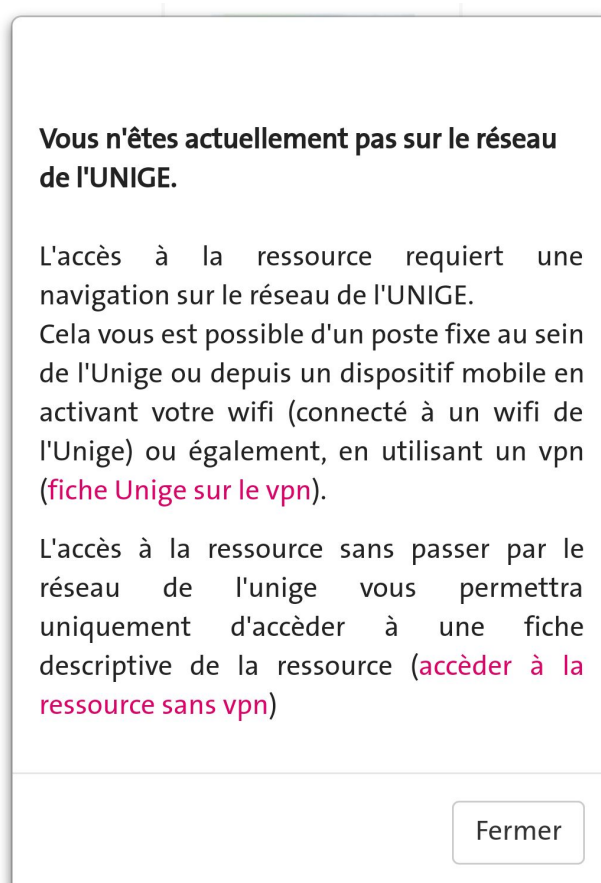 Vous n'êtes actuellement pas sur le réseau
de l'UNIGE.
L'accès à la ressource requiert une
navigation sur le réseau de l'UNIGE.
Cela vous est possible d'un poste fixe au sein
de l'Unige ou depuis un dispositif mobile en
activant votre wifi (connecté à un wifi de
l'Unige) ou également, en utilisant un vpn
(fiche Unige sur le vpn).
L'accès à la ressource sans passer par le
réseau de l'unige vous permettra
uniquement d'accèder à une fiche
descriptive de la ressource (accèder à la
ressource sans vpn)
Fermer